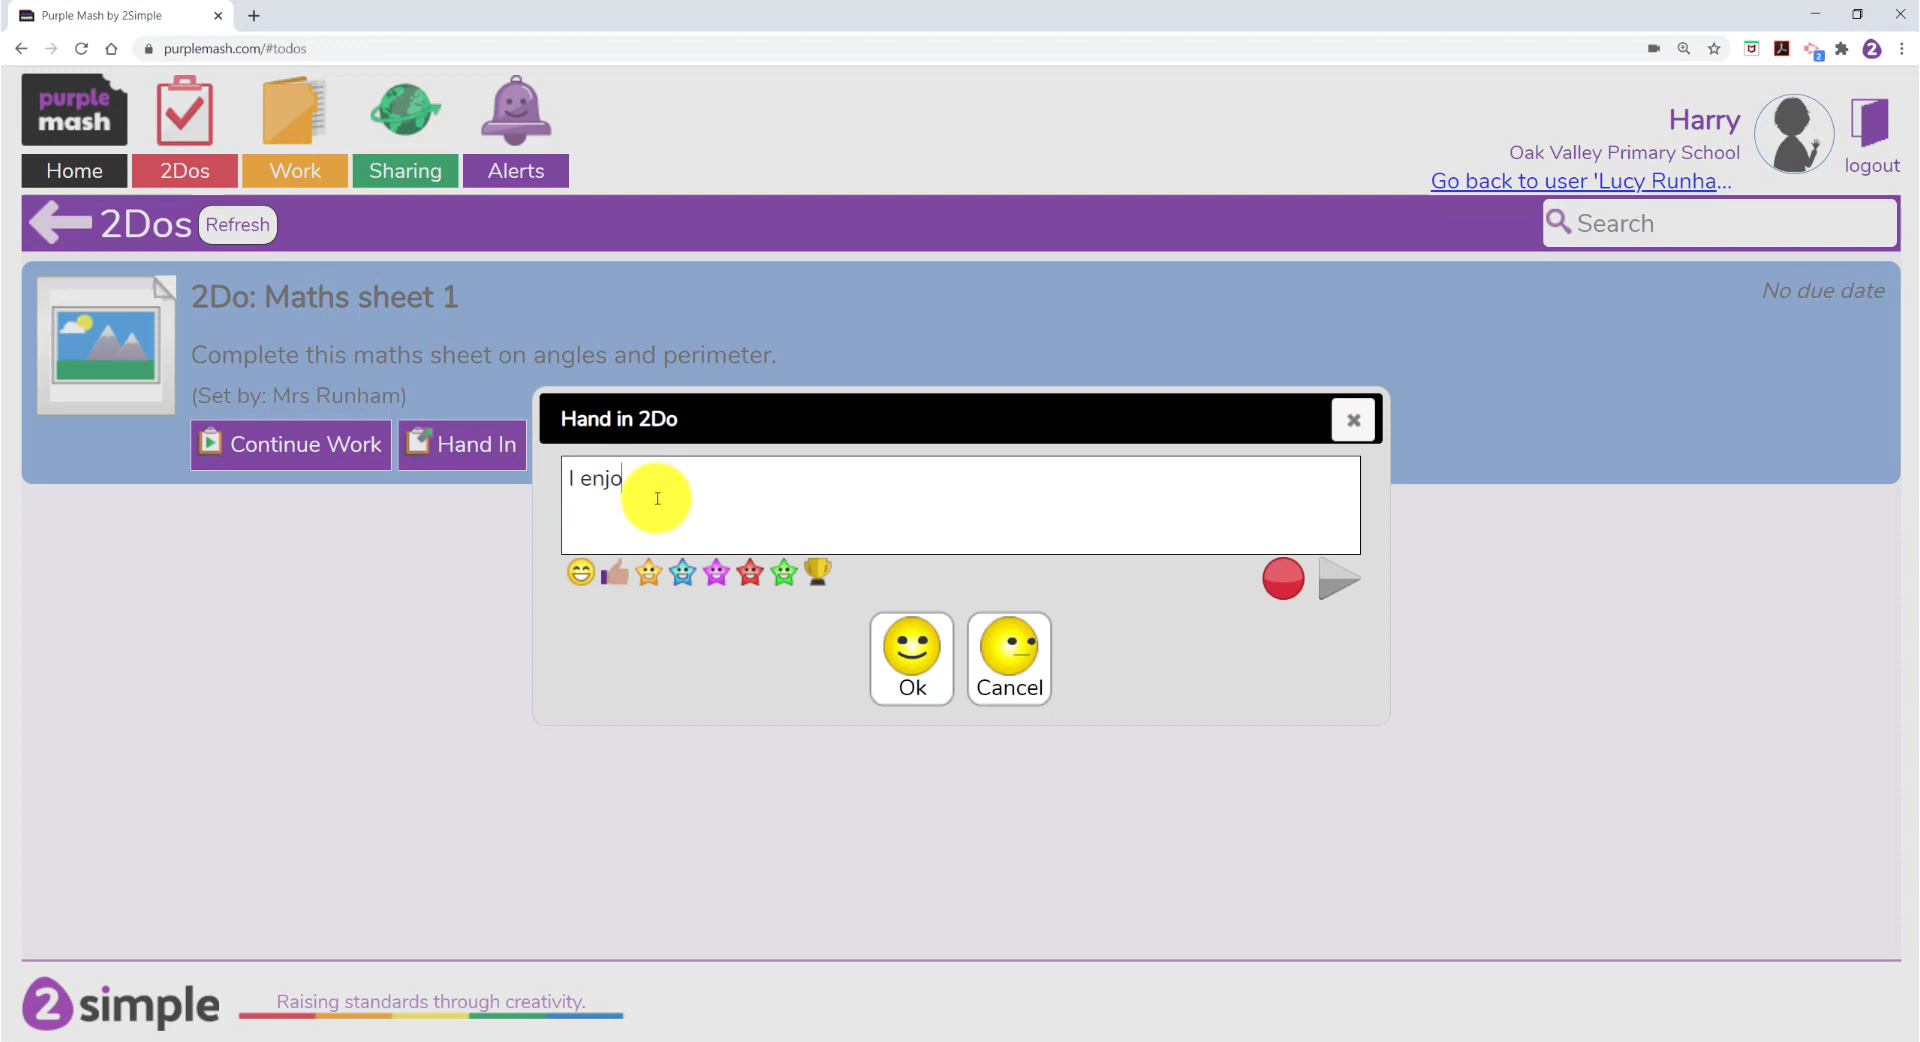 Purple Mash by 2Simple
purplemash.com/#todos
2
2
purple
mash
Home
2Dos
Work
Sharing
Alerts
Harry
Oak Valley Primary School
Go back to user 'Lucy Runha...
logout
2Dos
Refresh
Search
2Do: Maths sheet 1
No due date
Complete this maths sheet on angles and perimeter.
(Set by: Mrs Runham)
Continue Work
Hand In
Hand in 2Do
I enjo
Ok
Cancel
2simple
Raising standards through creativity.